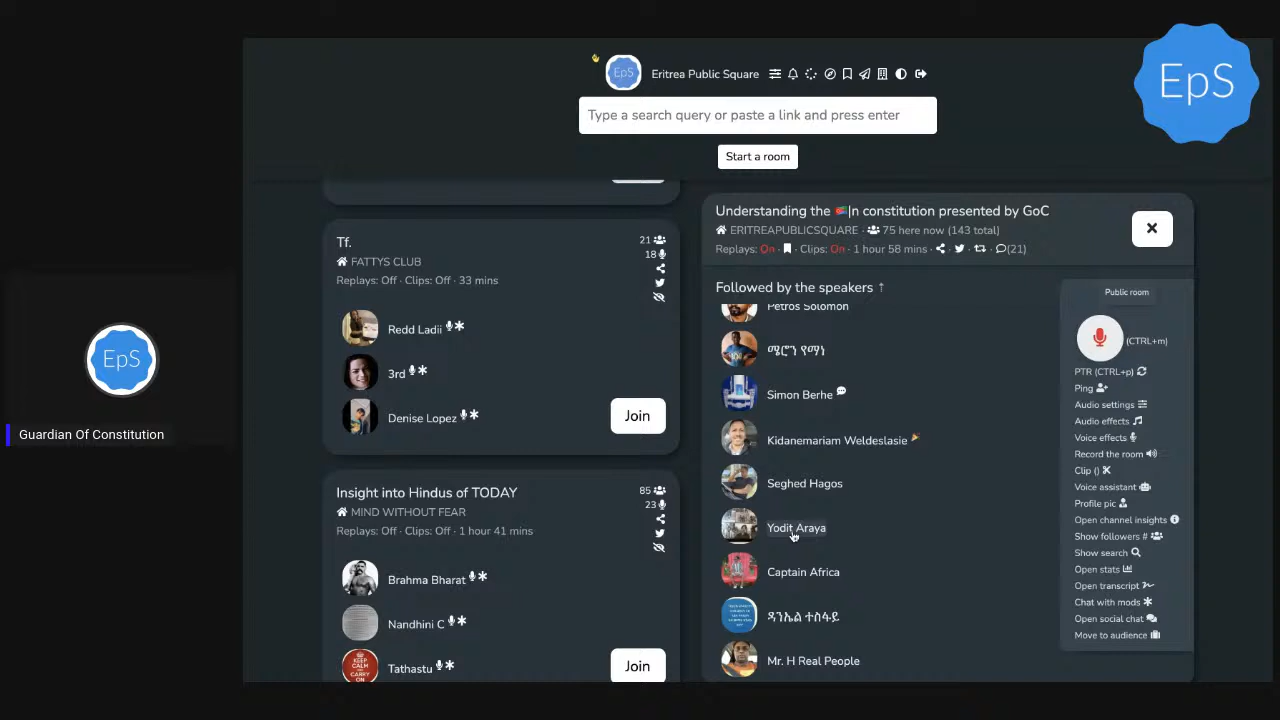 EpS
Eritrea Public Square
Type a search query or paste a link and press enter
Start a room
EpS
Tf.
FATTYS CLUB
Replays: Off · Clips: Off · 33 mins
21
18
Redd Ladii
3rd
Denise Lopez
Join
Insight into Hindus of TODAY
MIND WITHOUT FEAR
Replays: Off · Clips: Off · 1 hour 41 mins
85
23
Brahma Bharat
Nandhini C
KEEP
CALM
CARRY
ON
Tathastu
Join
Understanding the 🇪🇷|n constitution presented by GoC
ERITREAPUBLICSQUARE · 75 here now (143 total)
Replays: On · Clips: On · 1 hour 58 mins · (21)
Followed by the speakers ↑
Petros Solomon
ሜሮን የማነ
Simon Berhe
Kidanemariam Weldeslasie
Seghed Hagos
Yodit Araya
Captain Africa
ዳንኤል ተስፋይ
Mr. H Real People
Public room
(CTRL+m)
PTR (CTRL+p)
Ping
Audio settings
Audio effects
Voice effects
Record the room
Clip ()
Voice assistant
Profile pic
Open channel insights
Show followers #
Show search
Open stats
Open transcript
Chat with mods
Open social chat
Move to audience
EpS
Guardian Of Constitution